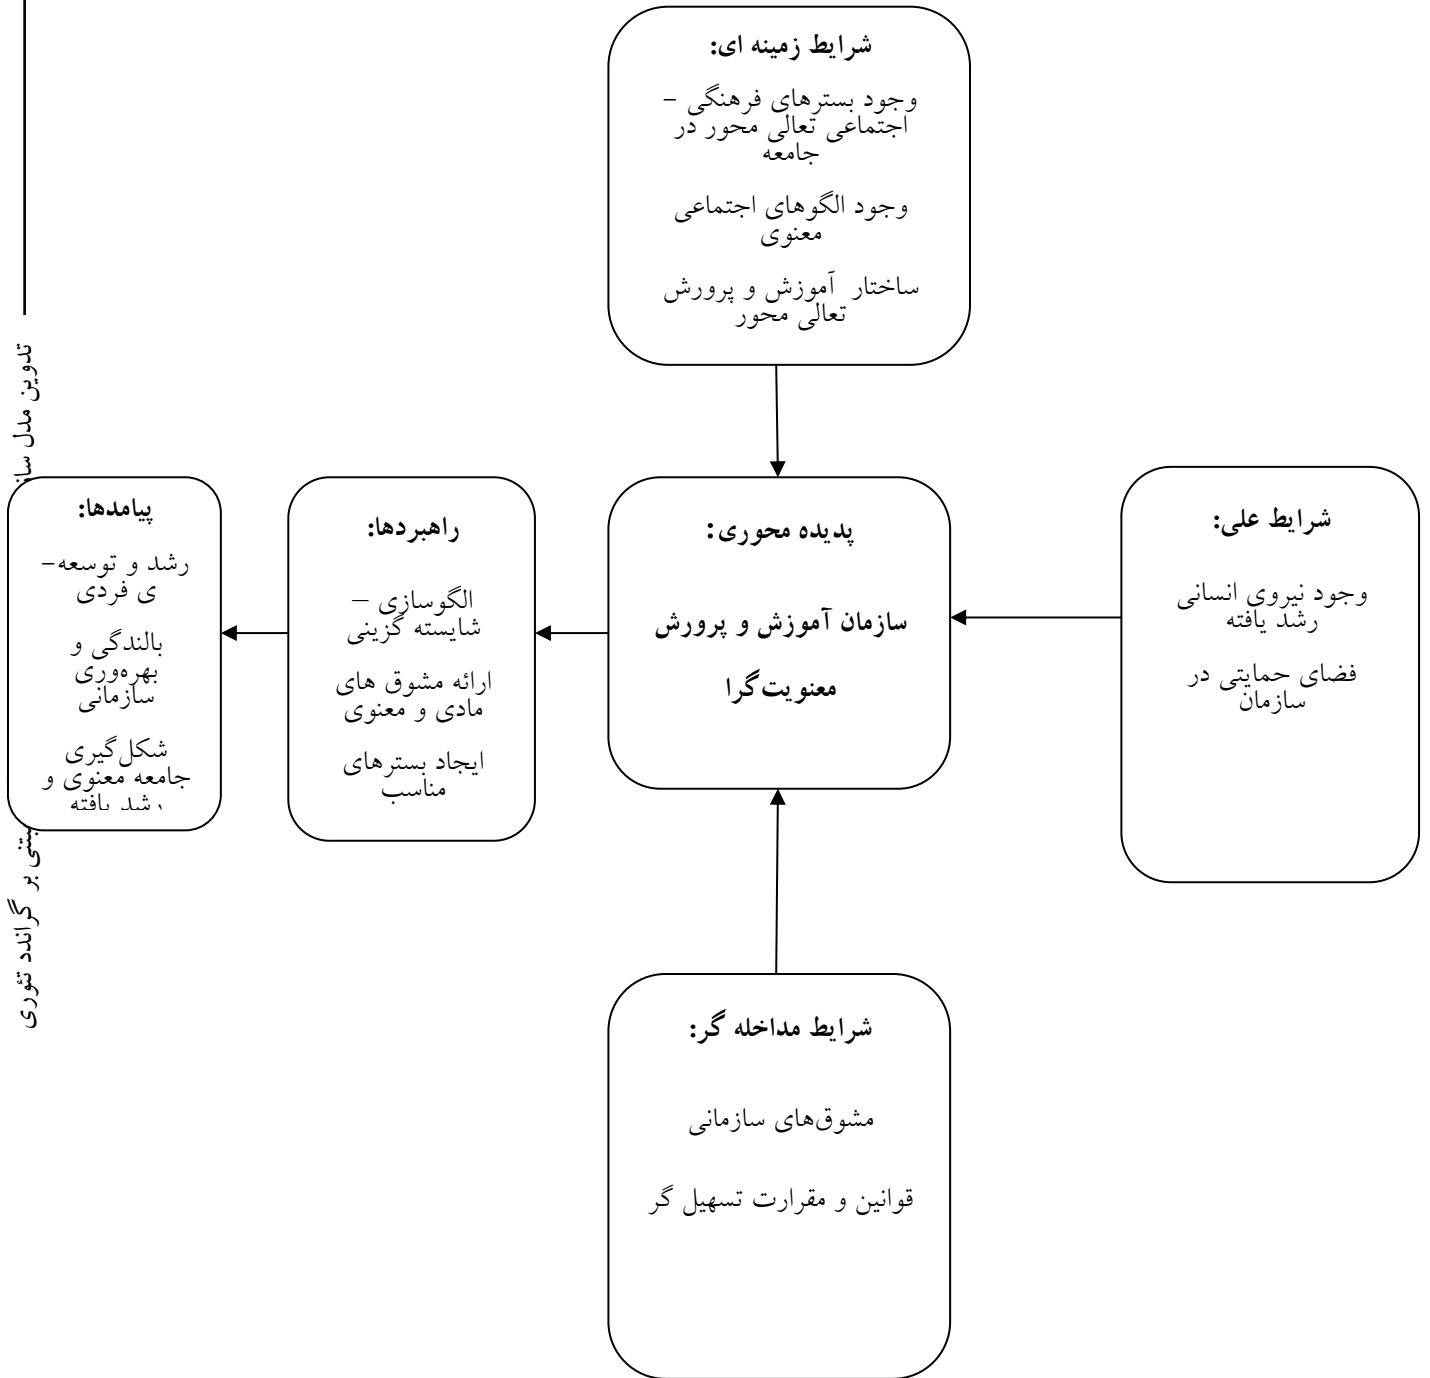 شرایط زمینه ای:
وجود بسترهای فرهنگی –
اجتماعی تعالی محور در
جامعه
وجود الگوهای اجتماعی
معنوی
ساختار آموزش و پرورش
تعالی محور
شرایط علی:
وجود نیروی انسانی
رشد یافته
فضای حمایتی در
سازمان
پدیده محوری:
سازمان آموزش و پرورش
معنویت‌گرا
راهبردها:
الگوسازی –
شایسته گزینی
ارائه مشوق های
مادی و معنوی
ایجاد بسترهای
مناسب
پیامدها:
رشد و توسعه-
ی فردی
بالندگی و
بهره‌وری
سازمانی
شکل‌گیری
جامعه معنوی و
رشد یافته
شرایط مداخله گر:
مشوق‌های سازمانی
قوانین و مقرارت تسهیل گر
تدوین مدل
بر گراندد تئوری